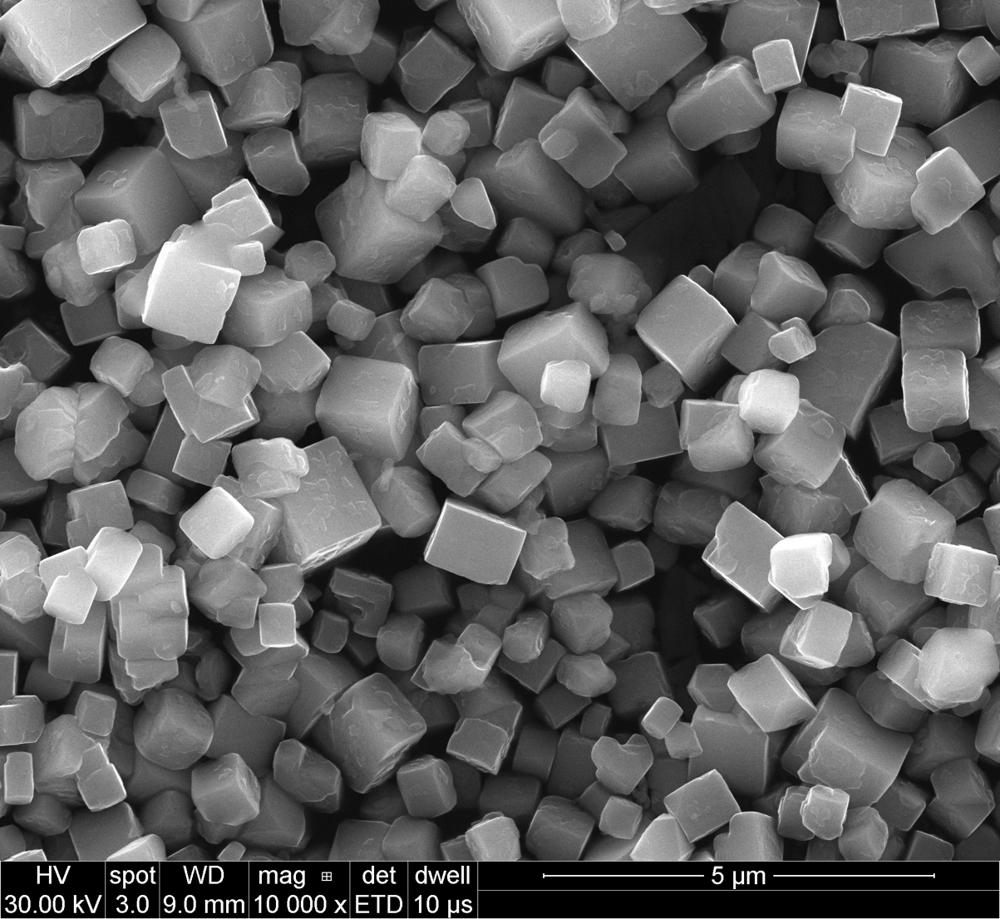 HV spot WD mag ⊞ det dwell
30.00 kV 3.0 9.0 mm 10 000 x ETD 10 µs
5 µm